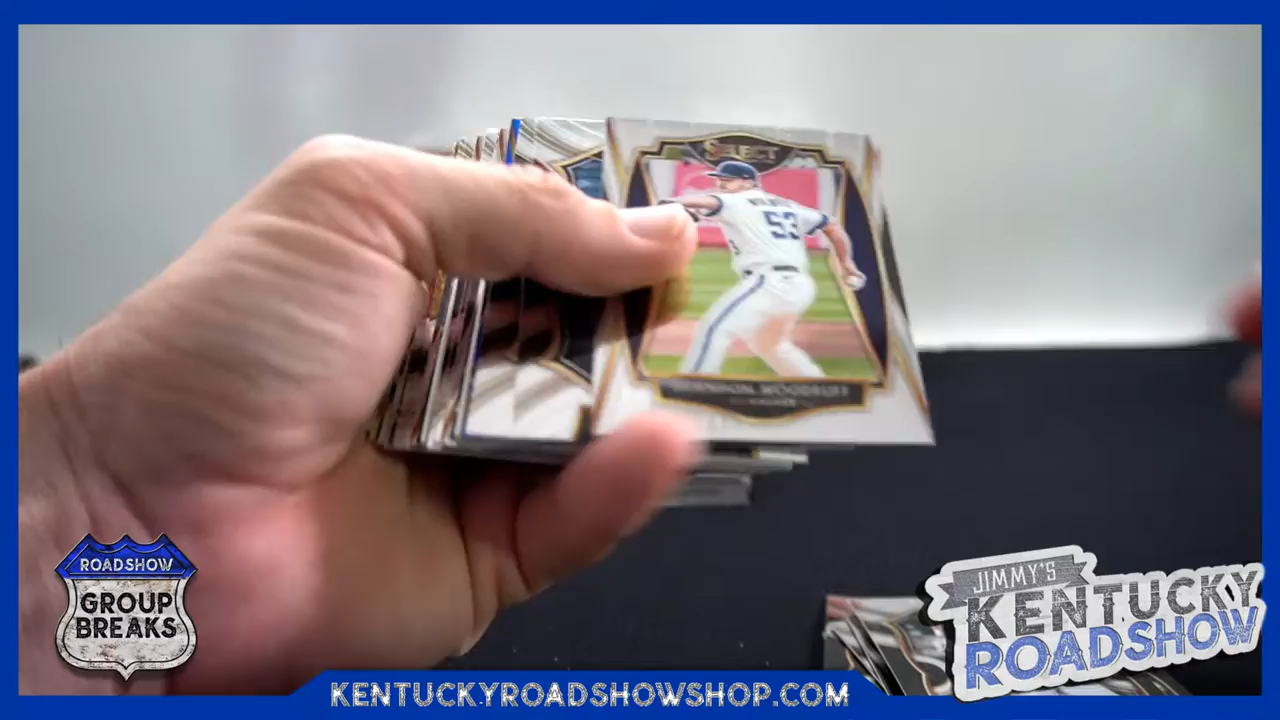 SELECT
53
BRANDON WOODRUFF
ROADSHOW
GROUP
BREAKS
JIMMY'S
KENTUCKY
ROADSHOW
KENTUCKYROADSHOWSHOP.COM